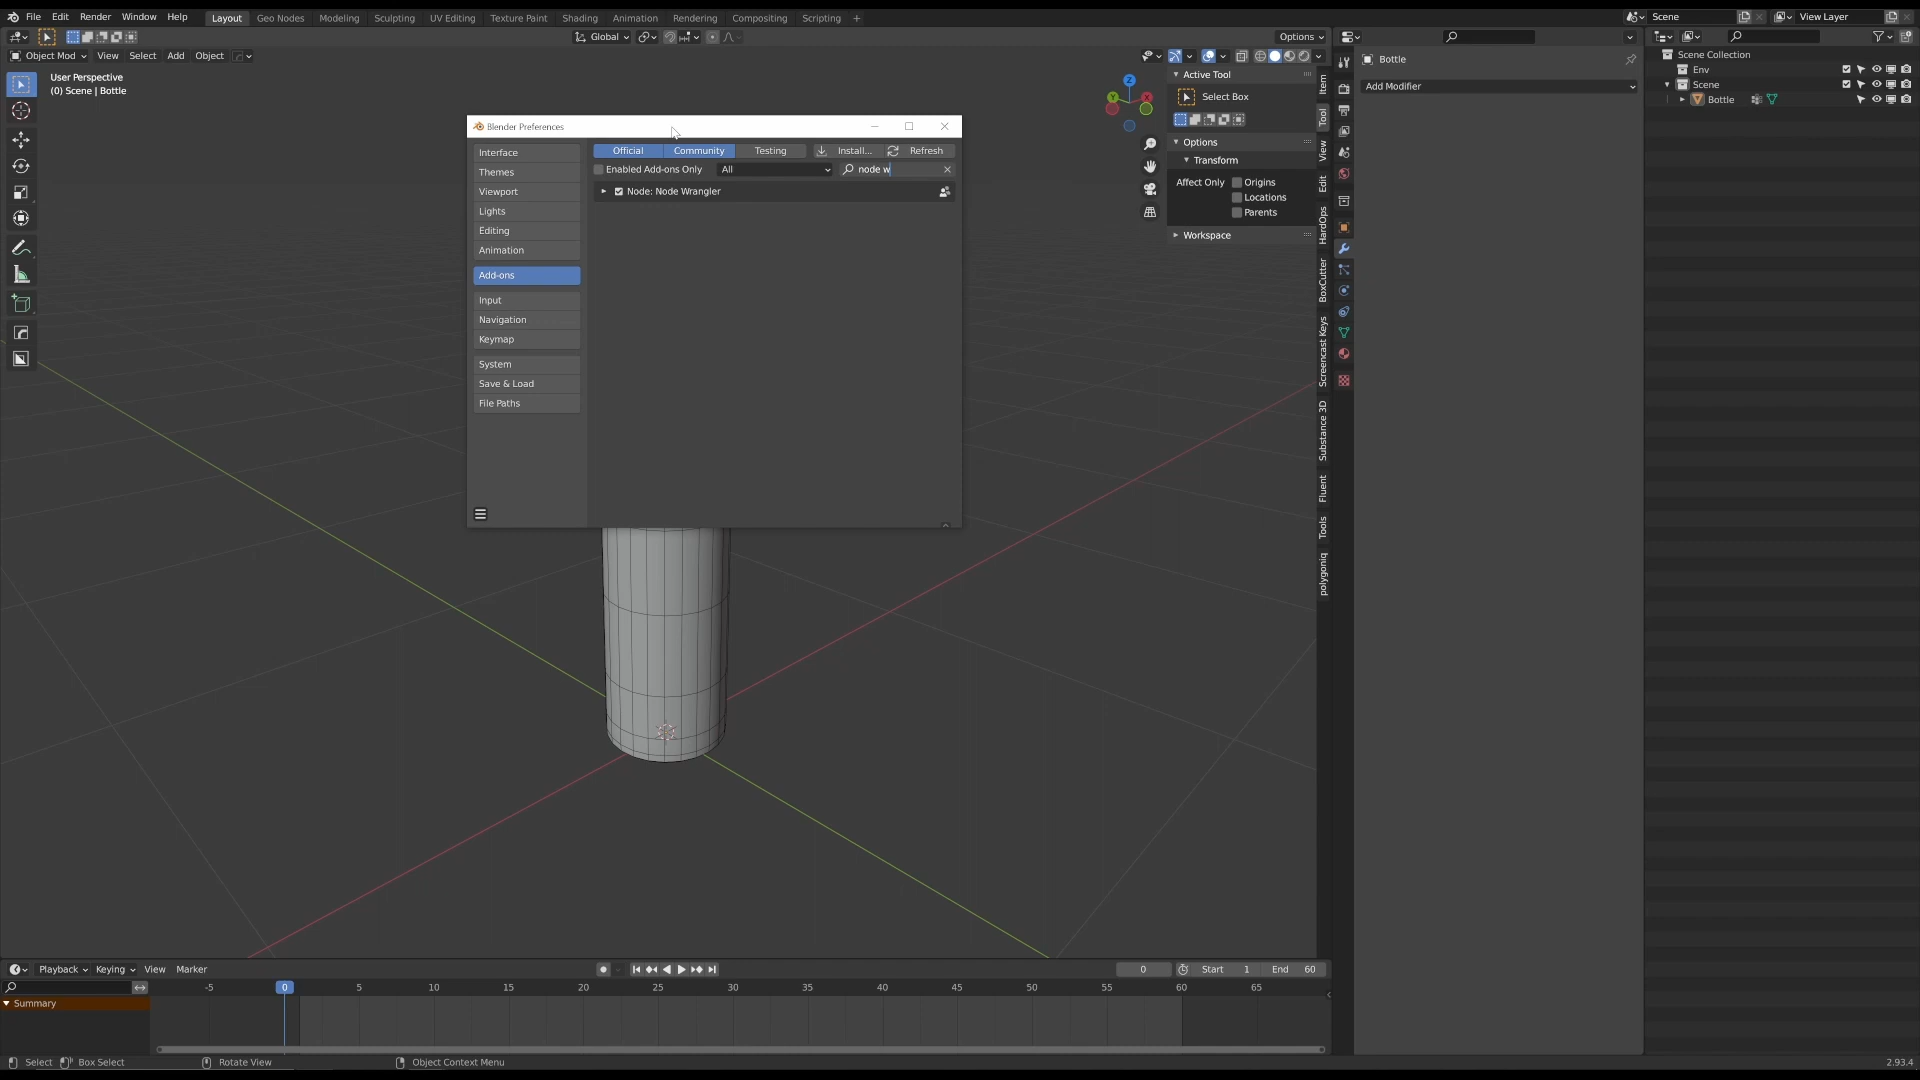 File Edit Render Window Help Layout Geo Nodes Modeling Sculpting UV Editing Texture Paint Shading Animation Rendering Compositing Scripting + Scene View Layer
Global Options
Object Mod View Select Add Object
User Perspective
(0) Scene | Bottle
Z
Y
X
Active Tool
Select Box
Options
Transform
Affect Only Origins
Locations
Parents
Workspace
Item
Tool
View
Edit
HardOps
BoxCutter
Screencast Keys
Substance 3D
Fluent
Tools
polygoniq
Bottle
Add Modifier
Scene Collection
Env
Scene
Bottle
Blender Preferences
Interface
Themes
Viewport
Lights
Editing
Animation
Add-ons
Input
Navigation
Keymap
System
Save & Load
File Paths
Official Community Testing Install... Refresh
Enabled Add-ons Only All node w
Node: Node Wrangler
Playback Keying View Marker 0 Start 1 End 60
-5 0 5 10 15 20 25 30 35 40 45 50 55 60 65
Summary
Select Box Select Rotate View Object Context Menu 2.93.4